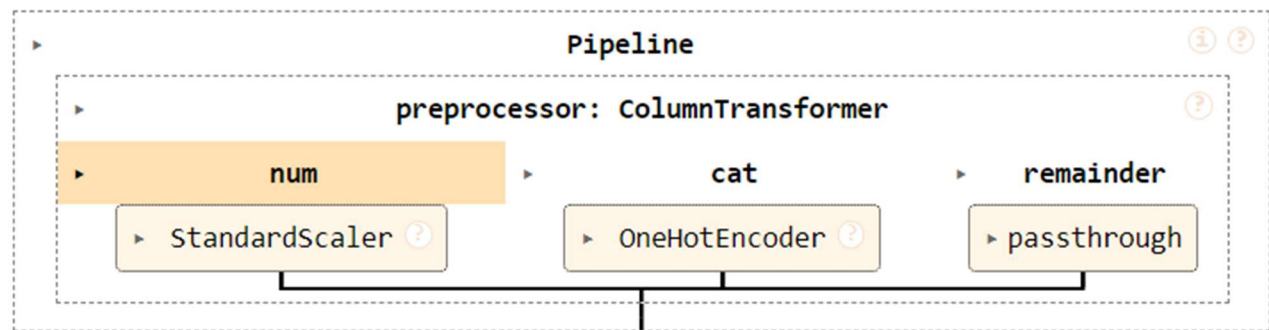 Pipeline i ?
preprocessor: ColumnTransformer ?
num cat remainder
StandardScaler ? OneHotEncoder ? passthrough